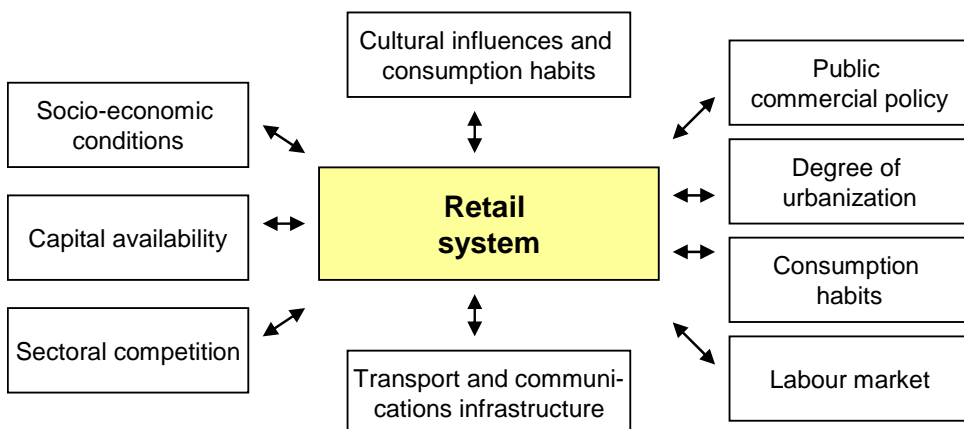 Cultural influences and
consumption habits
Public
commercial policy
Socio-economic
conditions
Degree of
urbanization
Retail
system
Capital availability
Consumption
habits
Sectoral competition
Transport and communi-
cations infrastructure
Labour market